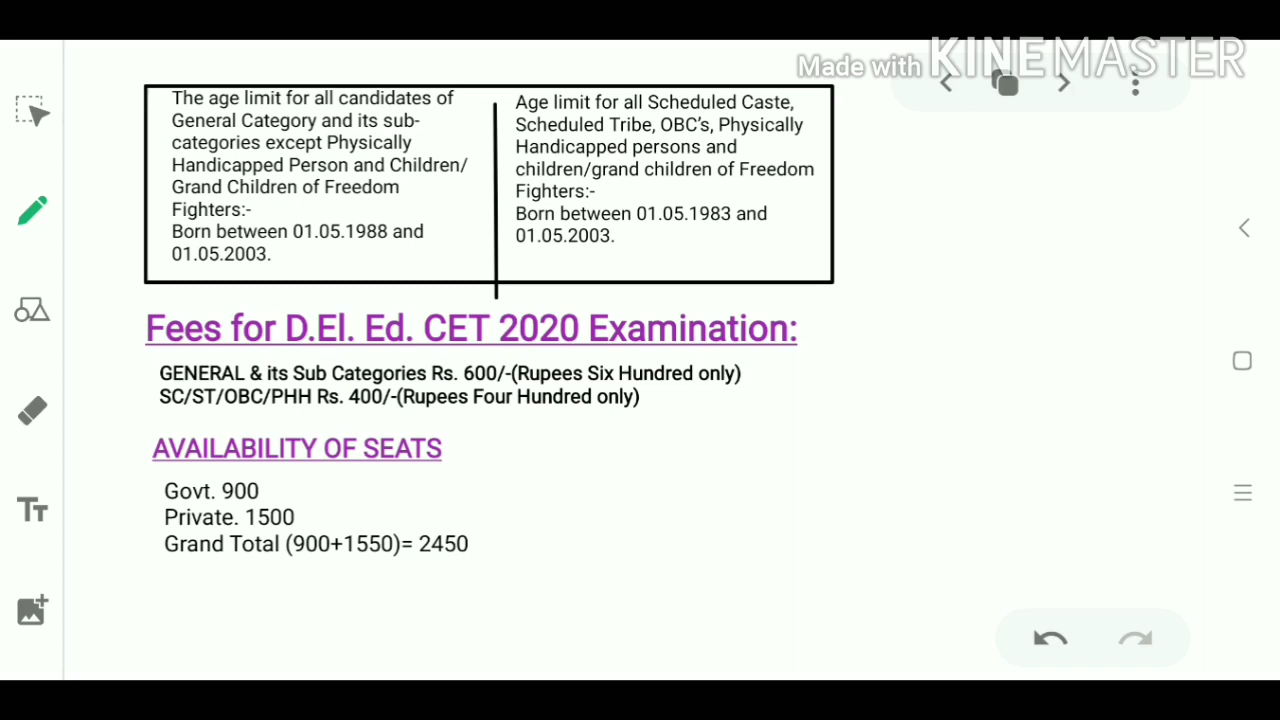 Made with KINEMASTER
The age limit for all candidates of
General Category and its sub-
categories except Physically
Handicapped Person and Children/
Grand Children of Freedom
Fighters:-
Born between 01.05.1988 and
01.05.2003.
Age limit for all Scheduled Caste,
Scheduled Tribe, OBC's, Physically
Handicapped persons and
children/grand children of Freedom
Fighters:-
Born between 01.05.1983 and
01.05.2003.
Fees for D.El. Ed. CET 2020 Examination:
GENERAL & its Sub Categories Rs. 600/-(Rupees Six Hundred only)
SC/ST/OBC/PHH Rs. 400/-(Rupees Four Hundred only)
AVAILABILITY OF SEATS
Govt. 900
Private. 1500
Grand Total (900+1550)= 2450
TT